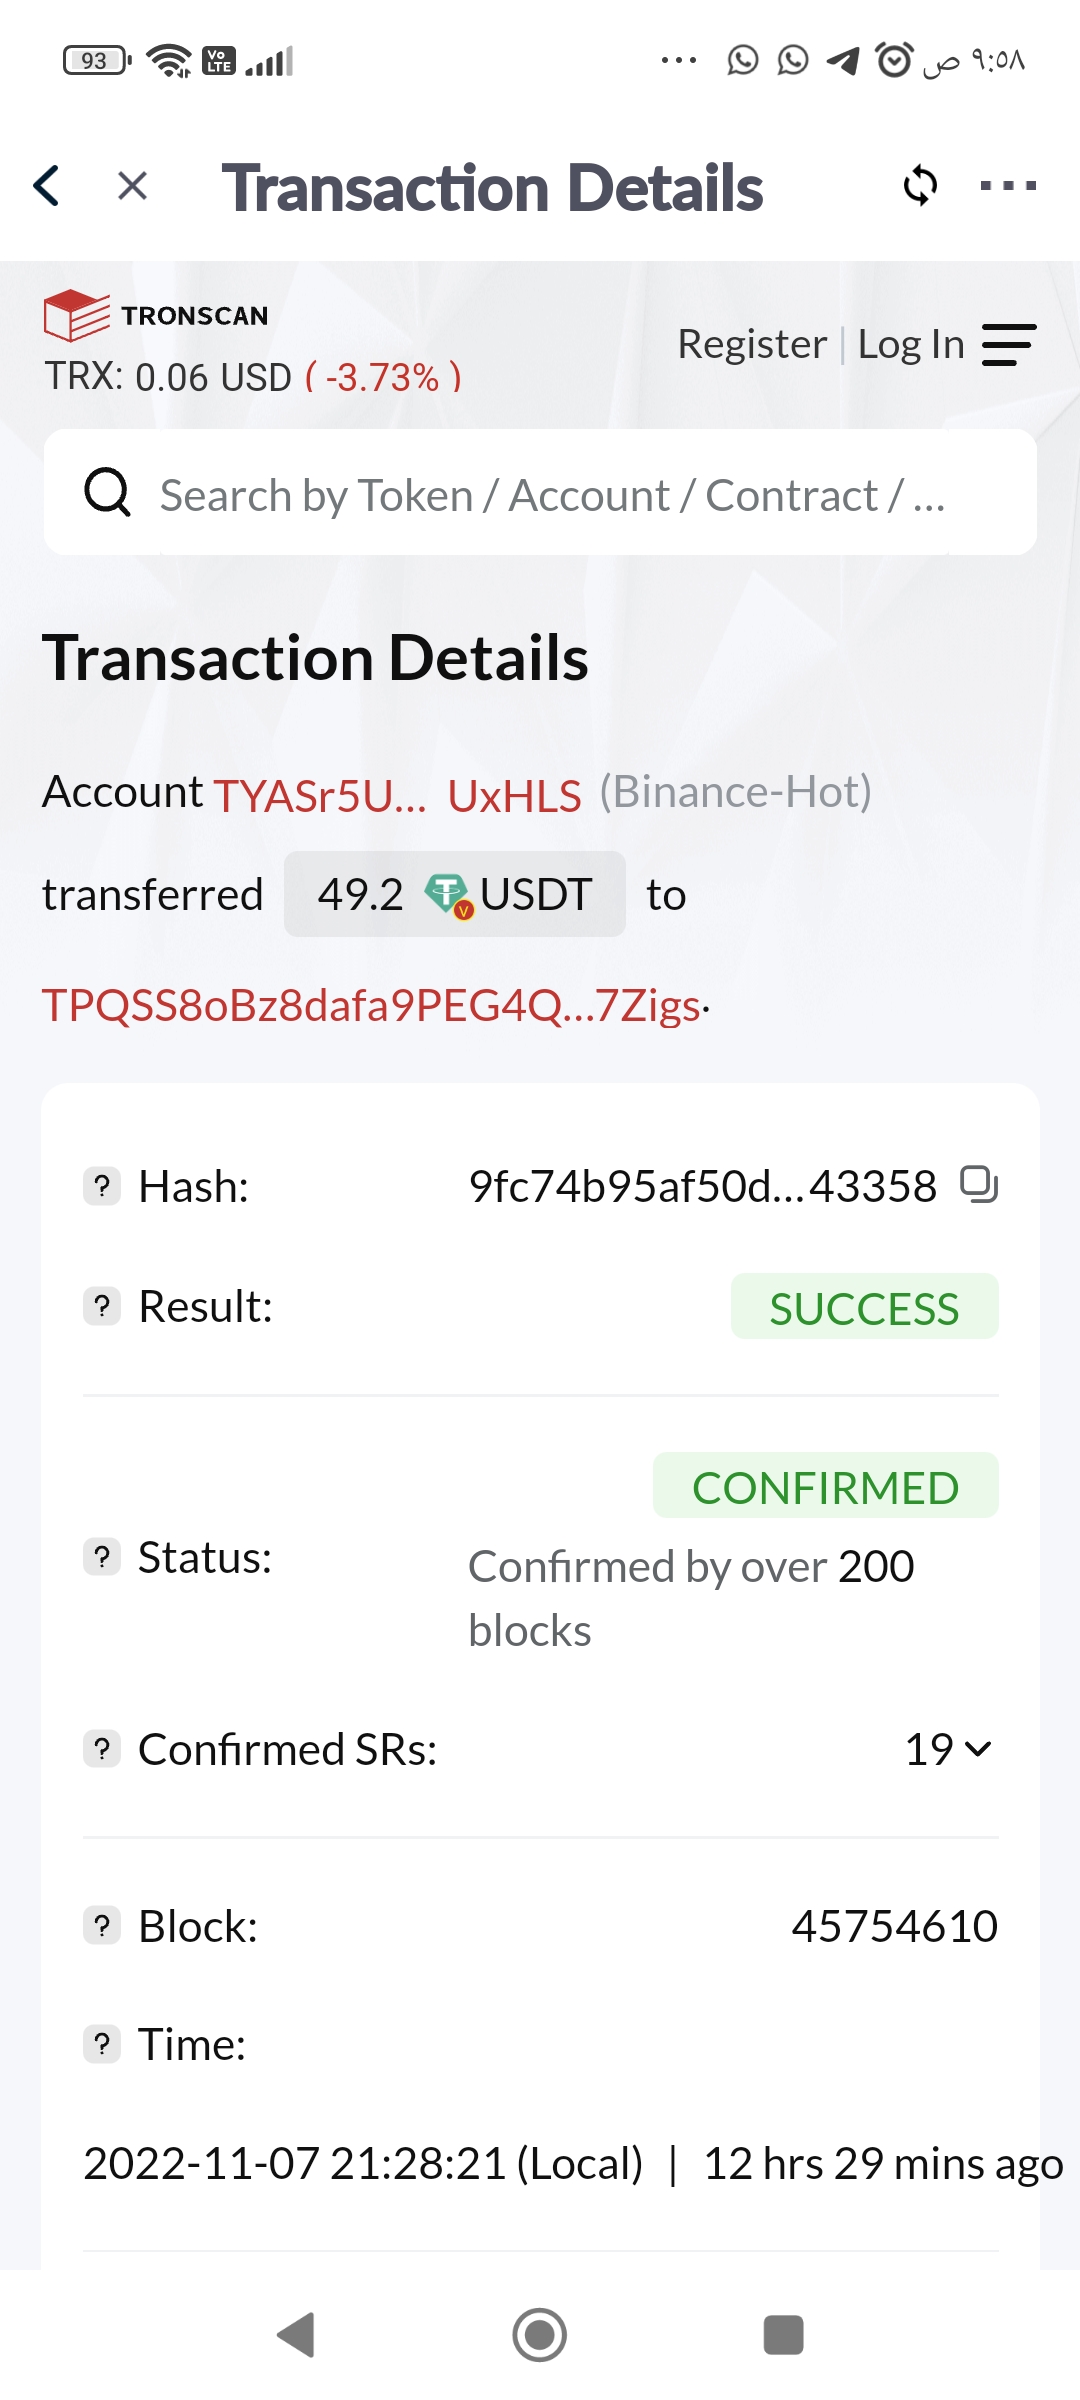 93 Vo LTE ... ص ٩:٥٨
Transaction Details ...
TRONSCAN
TRX: 0.06 USD ( -3.73% )
Register | Log In
Search by Token / Account / Contract / ...
Transaction Details
Account TYASr5U... UxHLS (Binance-Hot)
transferred 49.2 USDT to
TPQSS8oBz8dafa9PEG4Q...7Zigs.
? Hash: 9fc74b95af50d...43358
? Result: SUCCESS
CONFIRMED
? Status: Confirmed by over 200
blocks
? Confirmed SRs: 19
? Block: 45754610
? Time:
2022-11-07 21:28:21 (Local) | 12 hrs 29 mins ago